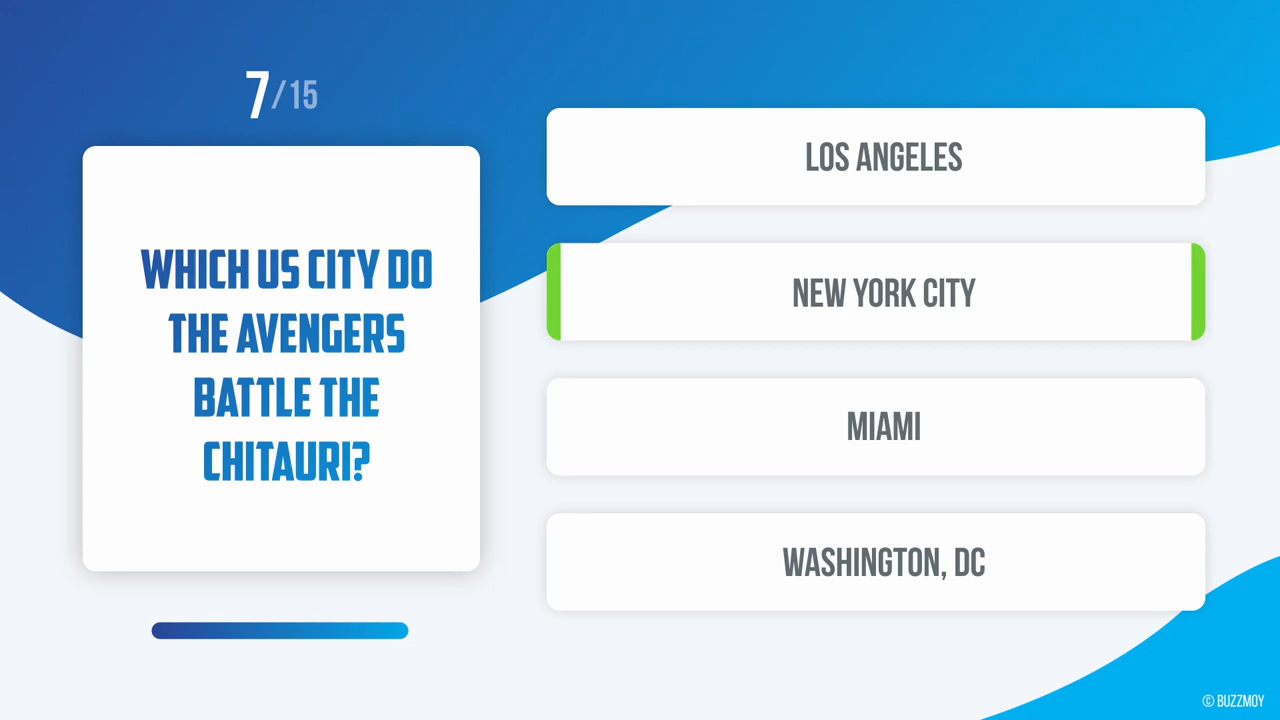 7/15
WHICH US CITY DO
THE AVENGERS
BATTLE THE
CHITAURI?
LOS ANGELES
NEW YORK CITY
MIAMI
WASHINGTON, DC
© BUZZMOY